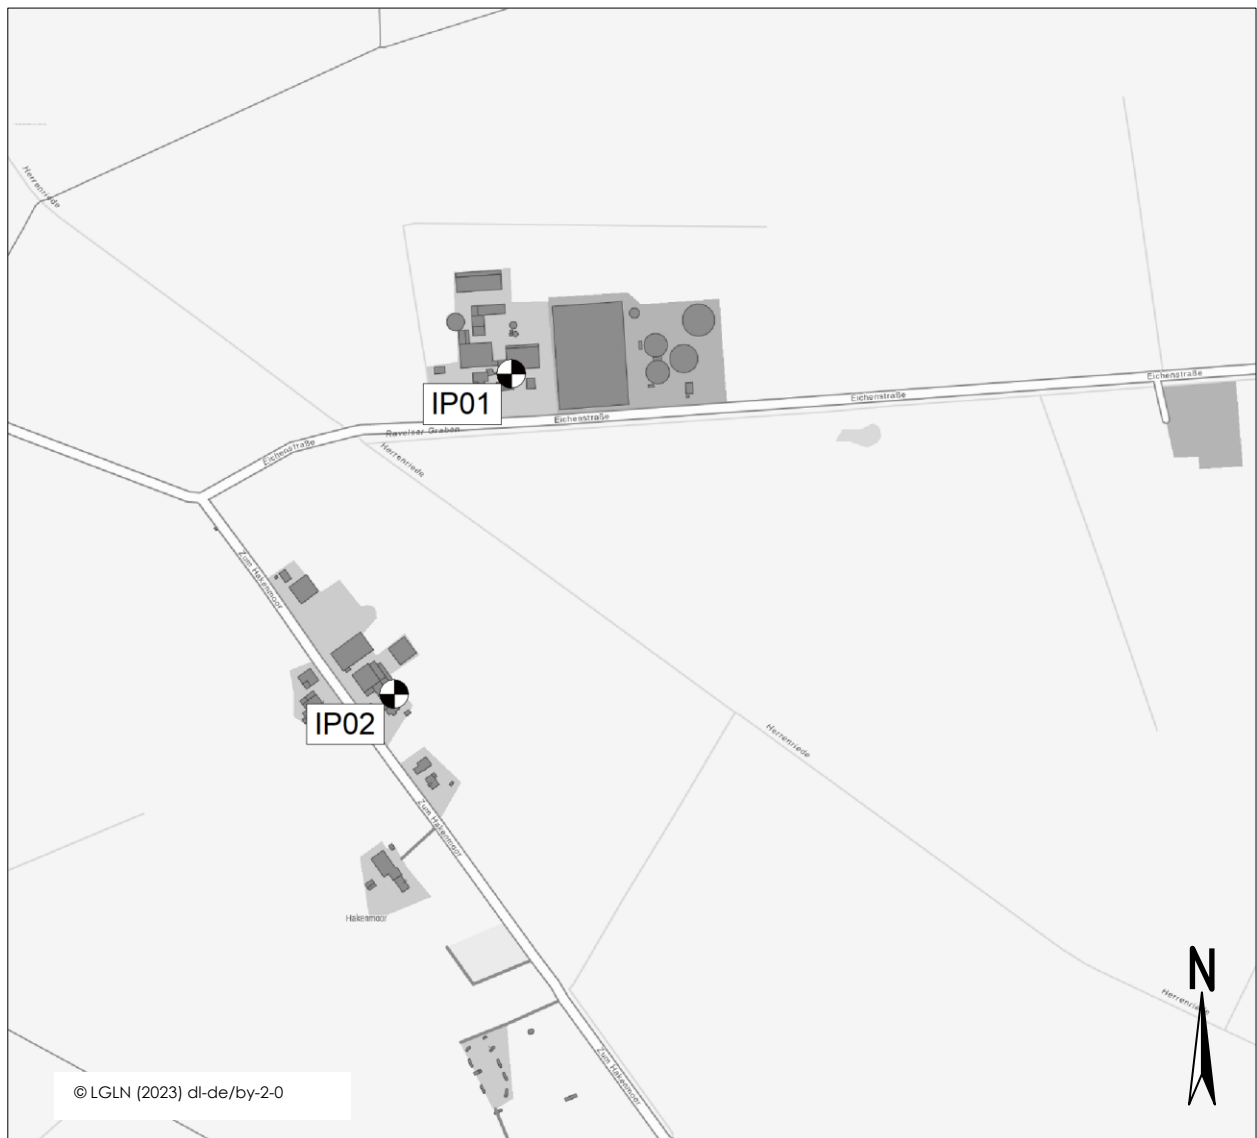 Herrenriede
IP01
Eichenstraße
Eichenstraße
Eichenstraße
Ravelser Graben
Eichenstraße
Herrenriede
Zum Hakenmoor
IP02
Herrenriede
Zum Hakenmoor
Hakenmoor
N
Herrenriede
Zum Hakenmoor
© LGLN (2023) dl-de/by-2-0